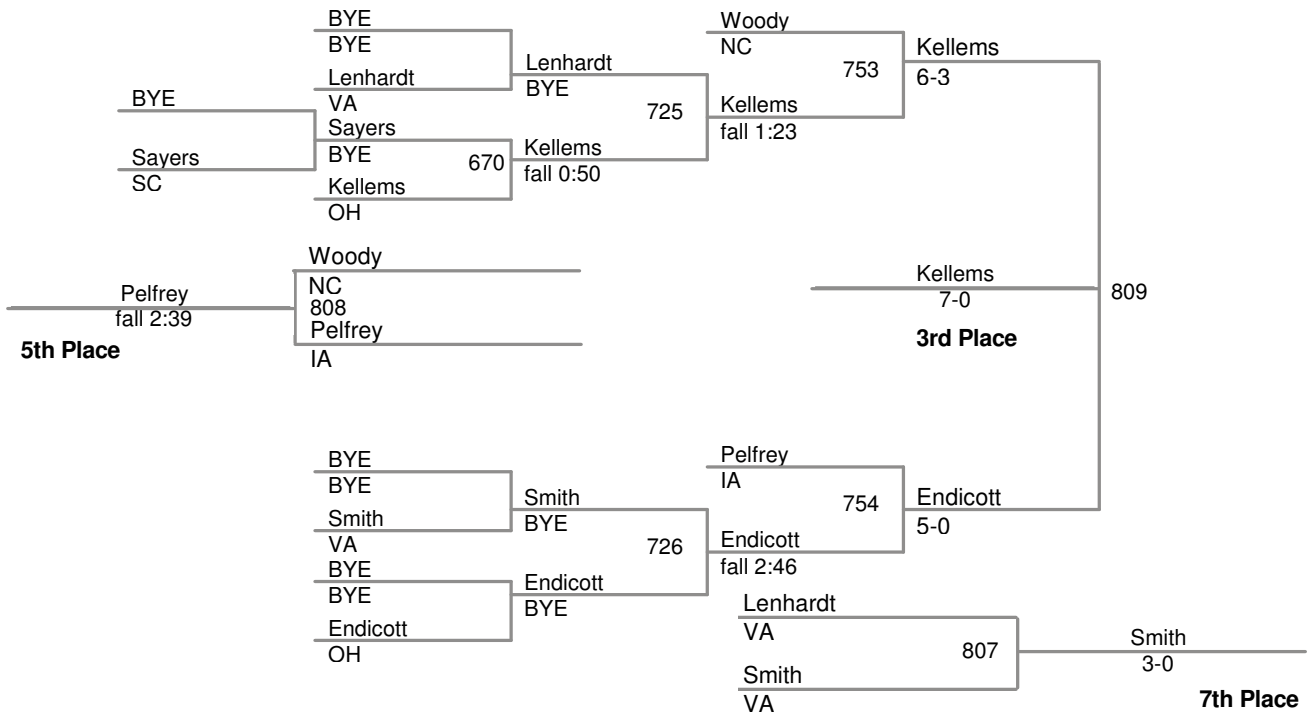 BYE
BYE
Lenhardt
VA
BYE
Sayers
SC
Sayers
BYE
Kellems
OH
670
Lenhardt
BYE
Kellems
fall 0:50
725
Woody
NC
Kellems
fall 1:23
753
Kellems
6-3
Woody
NC
808
Pelfrey
IA
Pelfrey
fall 2:39
5th Place
Kellems
7-0
3rd Place
809
BYE
BYE
Smith
VA
BYE
BYE
Endicott
OH
Smith
BYE
Endicott
BYE
726
Pelfrey
IA
Endicott
fall 2:46
754
Endicott
5-0
Lenhardt
VA
Smith
VA
807
Smith
3-0
7th Place